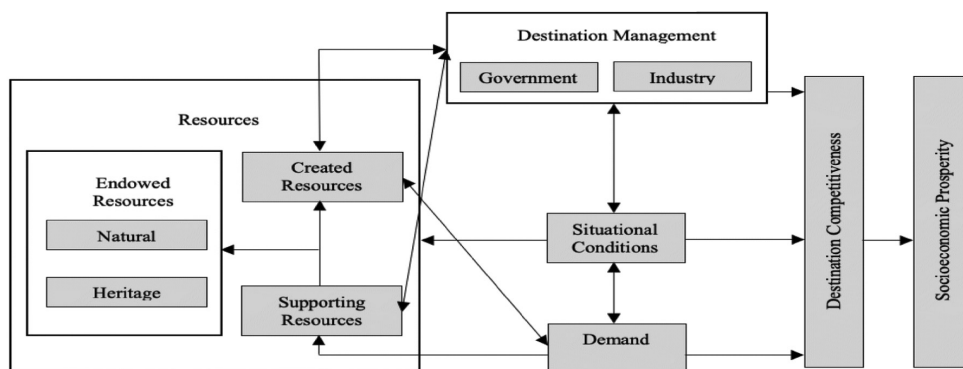 Destination Management
Government
Industry
Resources
Created
Resources
Endowed
Resources
Natural
Heritage
Supporting
Resources
Situational
Conditions
Demand
Destination Competitiveness
Socioeconomic Prosperity